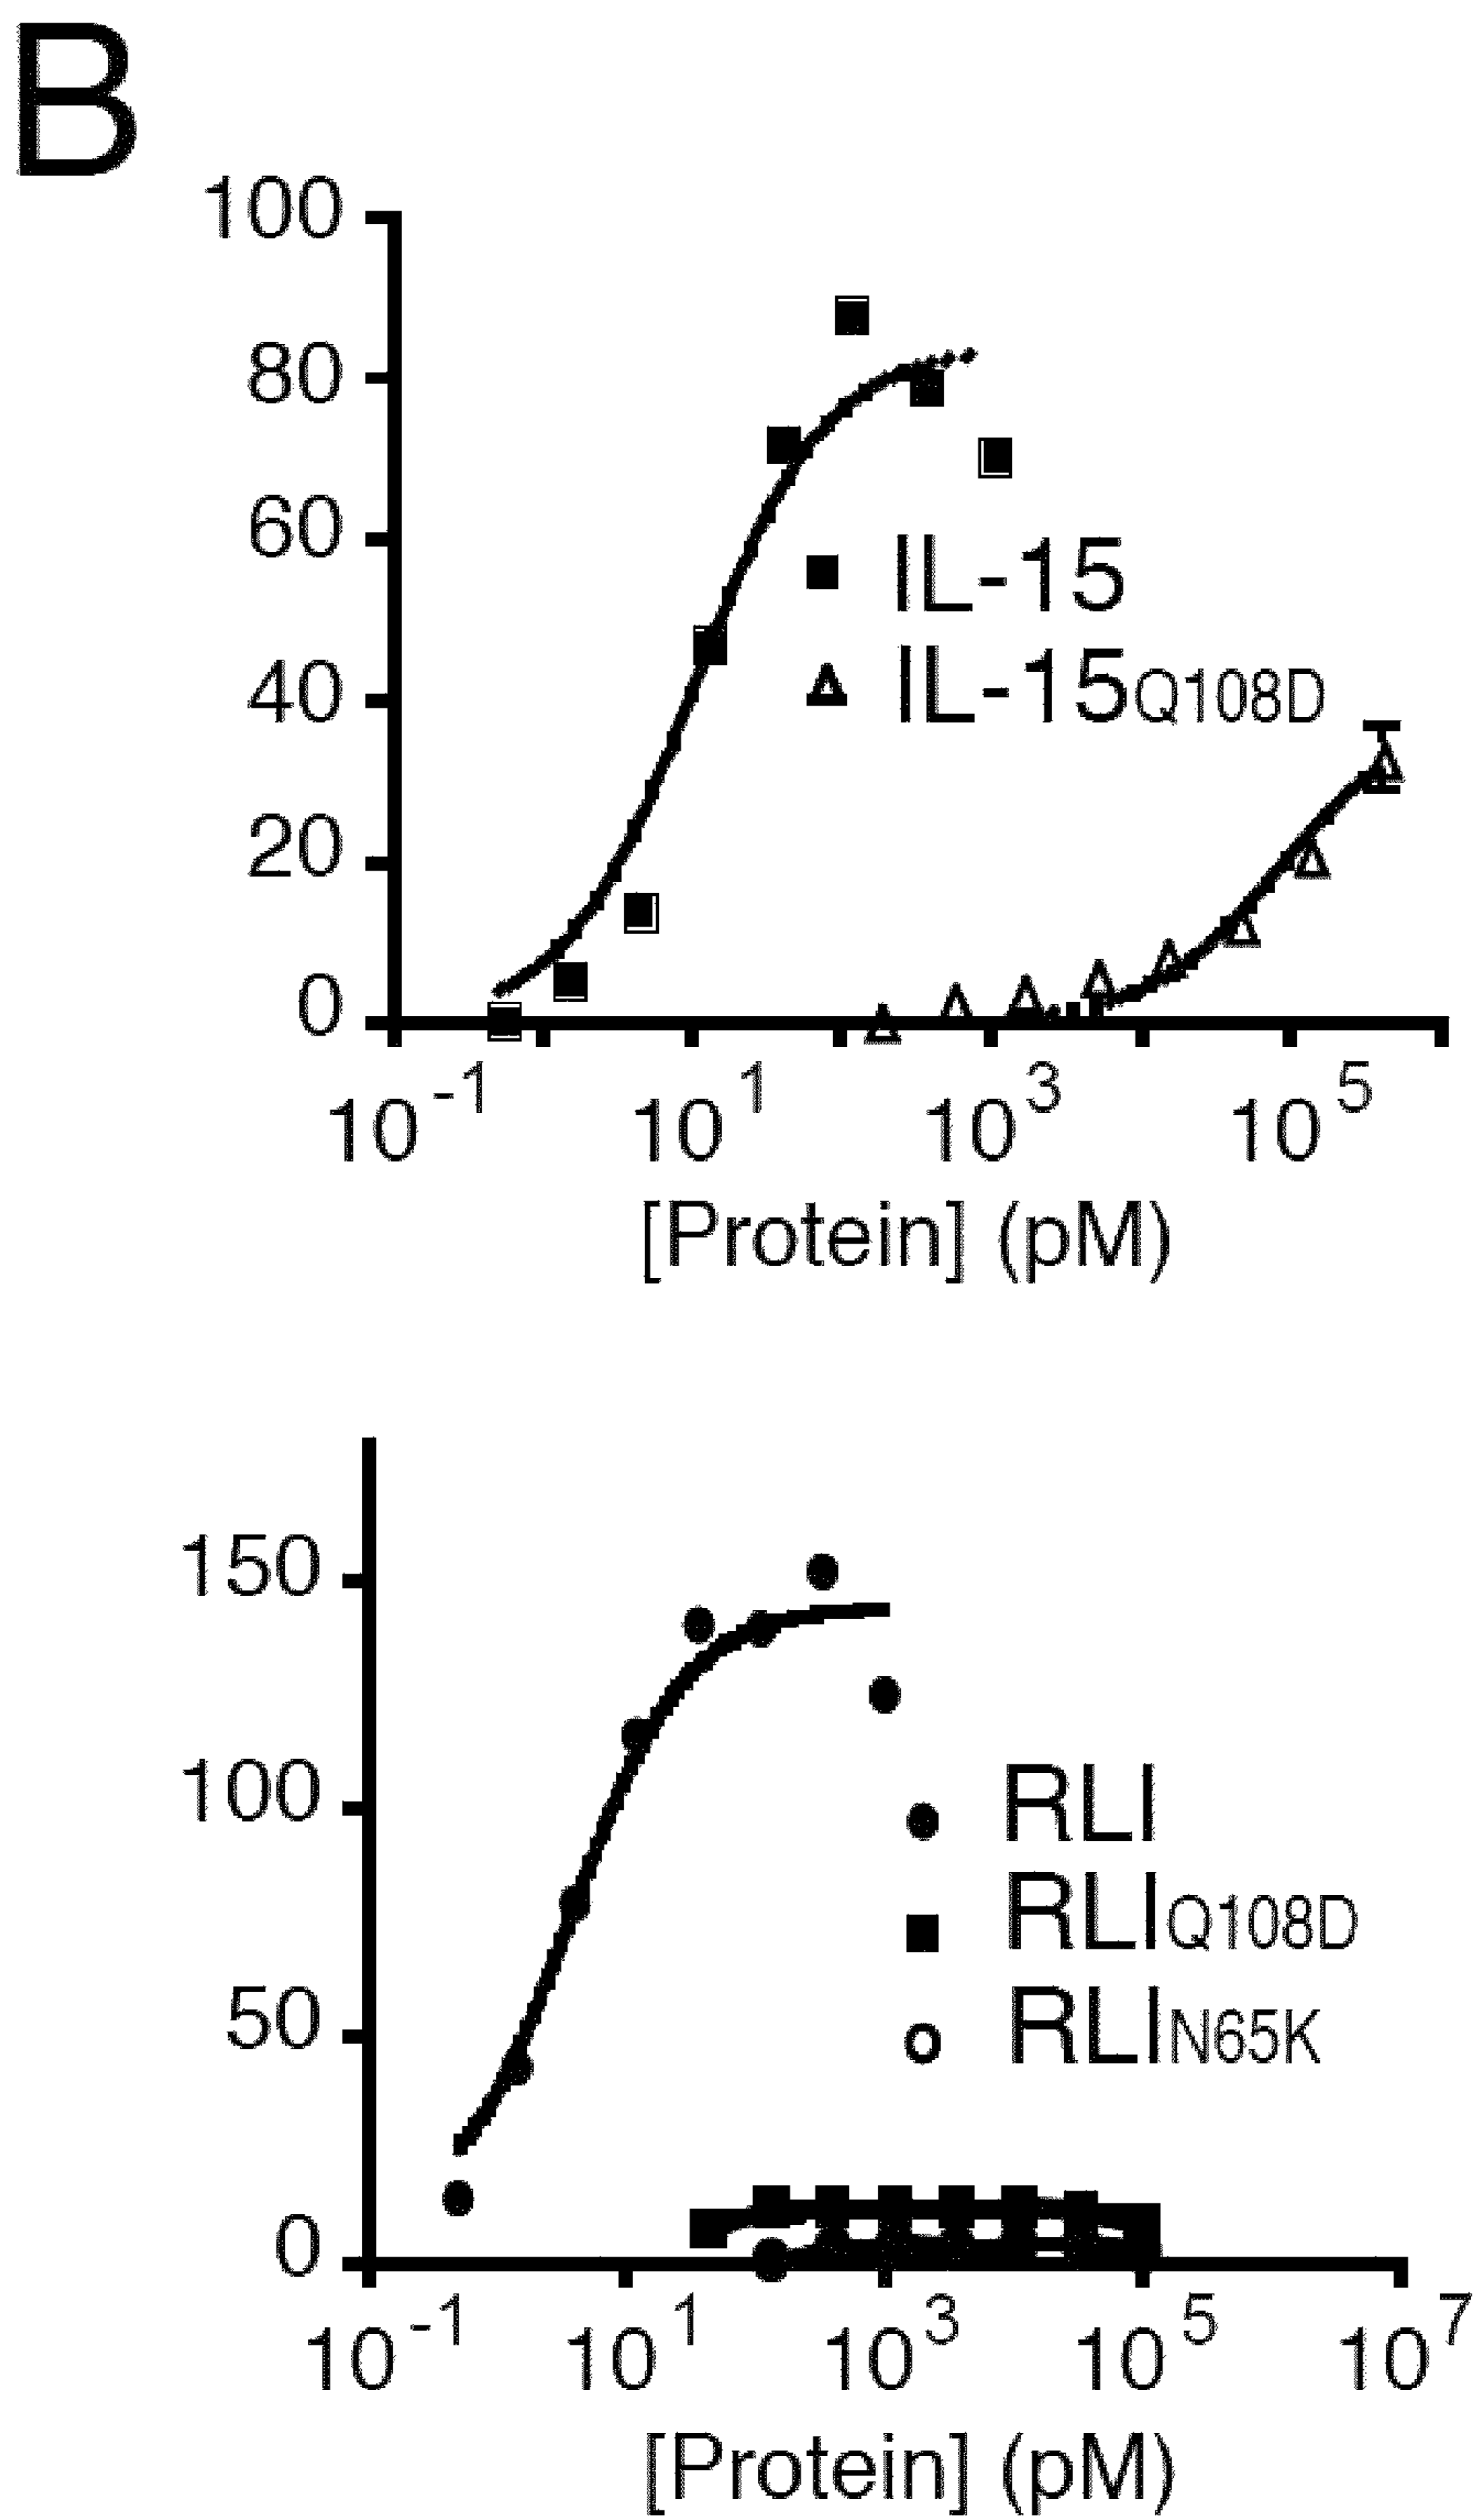 B
100
80
60
40
20
0
IL-15
IL-15Q108D
10-1 101 103 105
[Protein] (pM)
150
100
50
0
RLI
RLIQ108D
RLIN65K
10-1 101 103 105 107
[Protein] (pM)